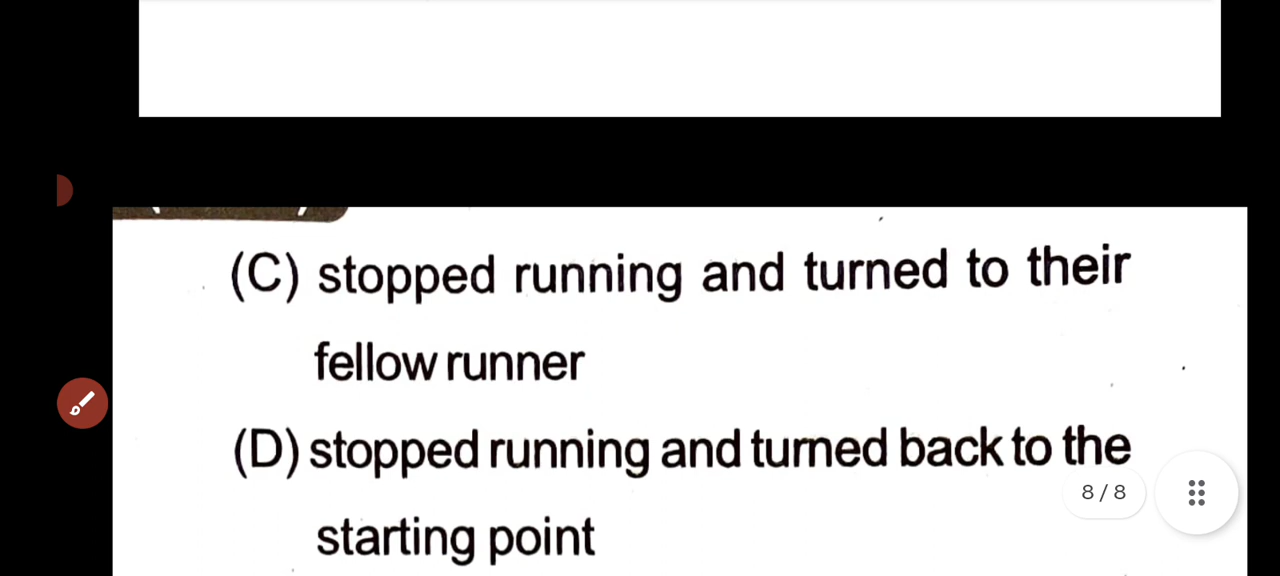 (C) stopped running and turned to their
fellow runner
(D) stopped running and turned back to the
8 / 8
starting point